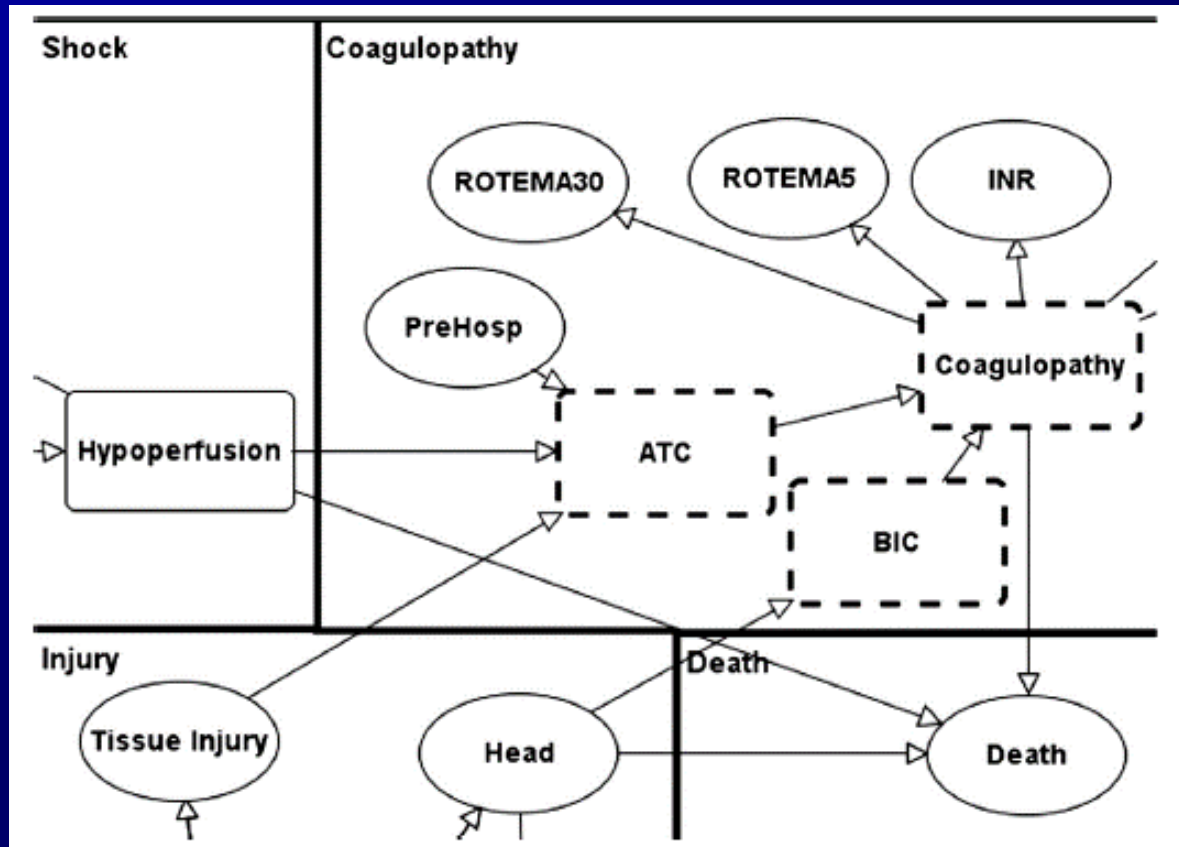 Shock
Coagulopathy
ROTEMA30
ROTEMA5
INR
PreHosp
Coagulopathy
Hypoperfusion
ATC
BIC
Injury
Death
Tissue Injury
Head
Death